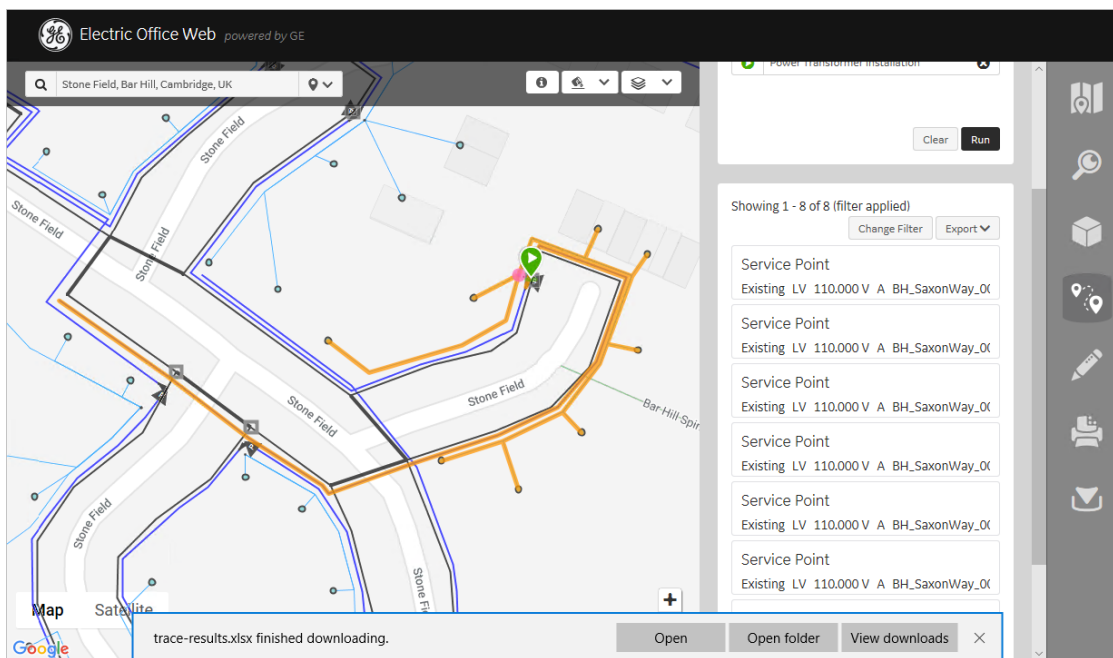 Electric Office Web powered by GE
Stone Field, Bar Hill, Cambridge, UK
Power Transformer Installation
Clear
Run
Showing 1 - 8 of 8 (filter applied)
Change Filter
Export
Service Point
Existing LV 110.000 V A BH_SaxonWay_0(
Service Point
Existing LV 110.000 V A BH_SaxonWay_0(
Service Point
Existing LV 110.000 V A BH_SaxonWay_0(
Service Point
Existing LV 110.000 V A BH_SaxonWay_0(
Service Point
Existing LV 110.000 V A BH_SaxonWay_0(
Service Point
Existing LV 110.000 V A BH_SaxonWay_0(
Stone Field
Stone Field
Stone Field
Stone Field
Stone Field
Bar Hill Spir
Stone Field
Stone Fi
Map
Satellite
Google
trace-results.xlsx finished downloading.
Open
Open folder
View downloads